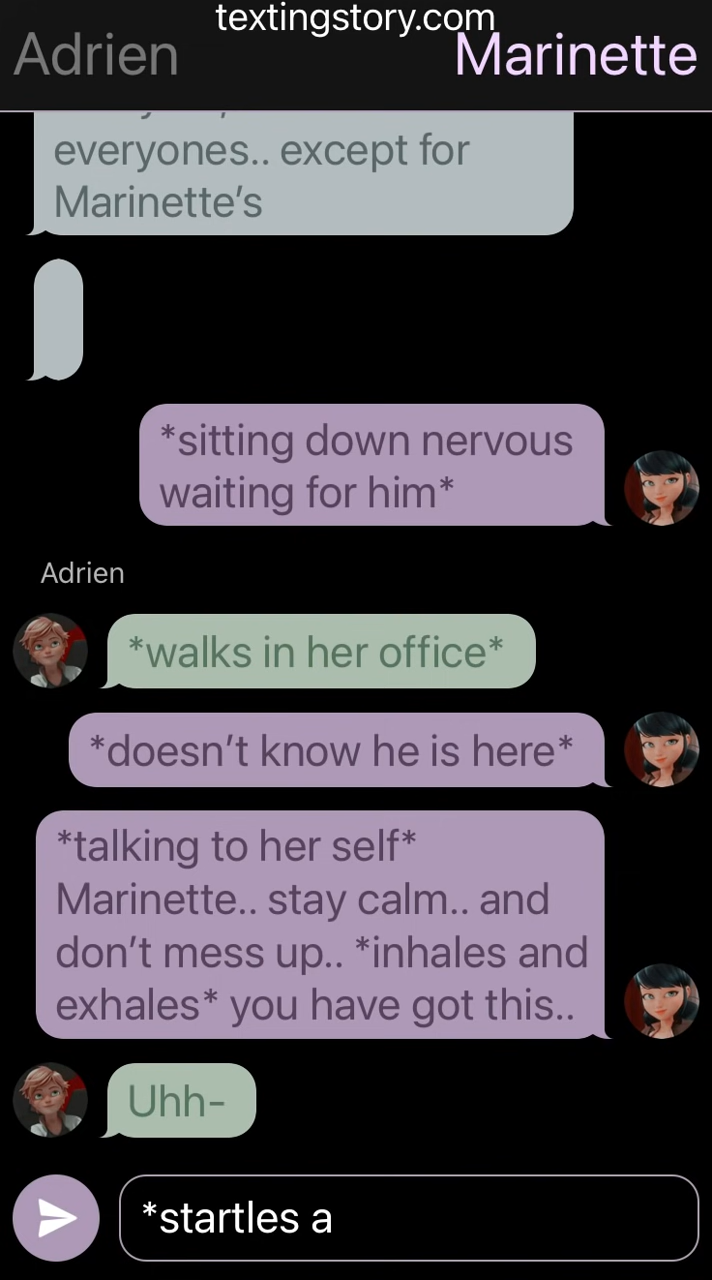 textingstory.com
Adrien
Marinette
everyones.. except for
Marinette’s
*sitting down nervous
waiting for him*
Adrien
*walks in her office*
*doesn’t know he is here*
*talking to her self*
Marinette.. stay calm.. and
don’t mess up.. *inhales and
exhales* you have got this..
Uhh-
*startles a